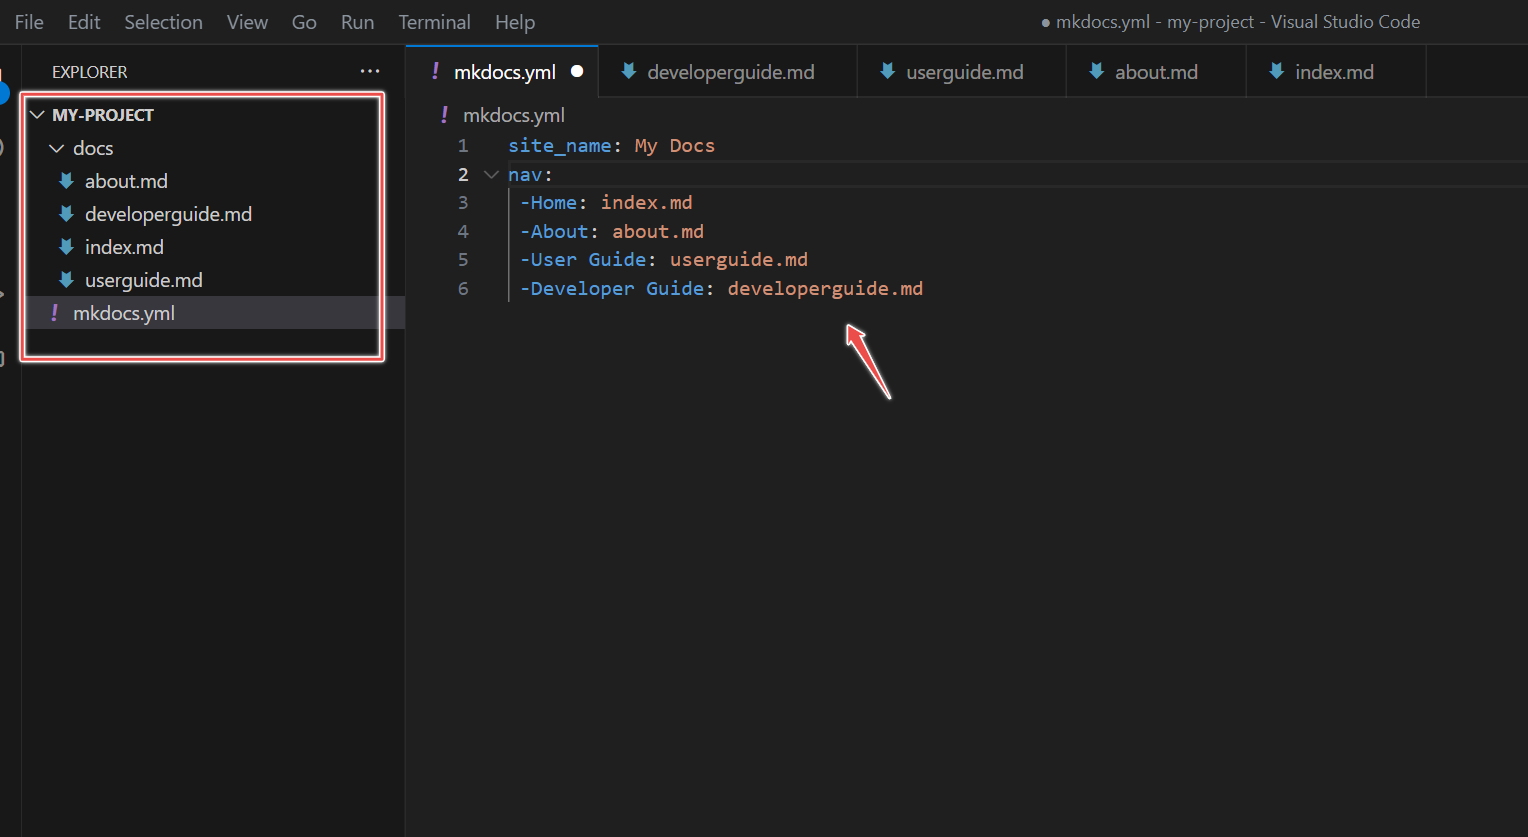 File Edit Selection View Go Run Terminal Help ● mkdocs.yml - my-project - Visual Studio Code
EXPLORER ···
MY-PROJECT
docs
about.md
developerguide.md
index.md
userguide.md
! mkdocs.yml
! mkdocs.yml ● developerguide.md userguide.md about.md index.md
! mkdocs.yml
1 site_name: My Docs
2 nav:
3 -Home: index.md
4 -About: about.md
5 -User Guide: userguide.md
6 -Developer Guide: developerguide.md